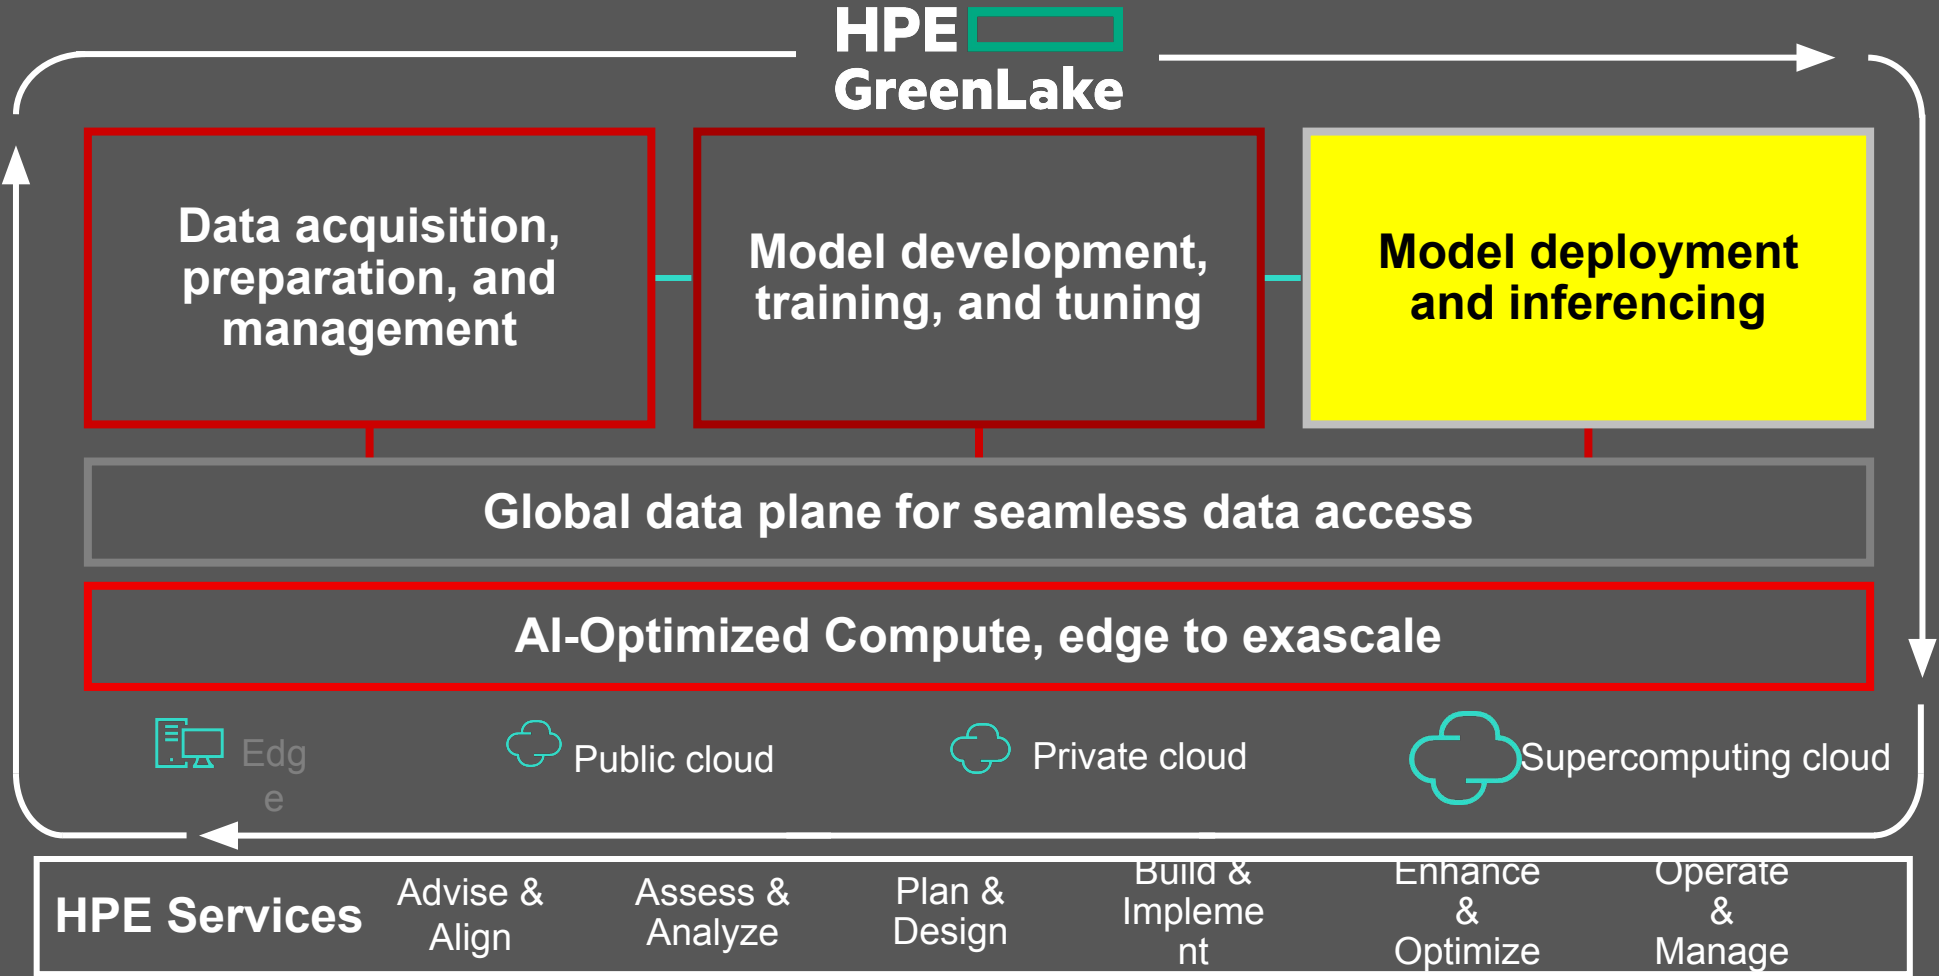 HPE
GreenLake
Data acquisition,
preparation, and
management
Model development,
training, and tuning
Model deployment
and inferencing
Global data plane for seamless data access
AI-Optimized Compute, edge to exascale
Edg
e
Public cloud
Private cloud
Supercomputing cloud
HPE Services
Advise &
Align
Assess &
Analyze
Plan &
Design
Build &
Impleme
nt
Enhance
&
Optimize
Operate
&
Manage